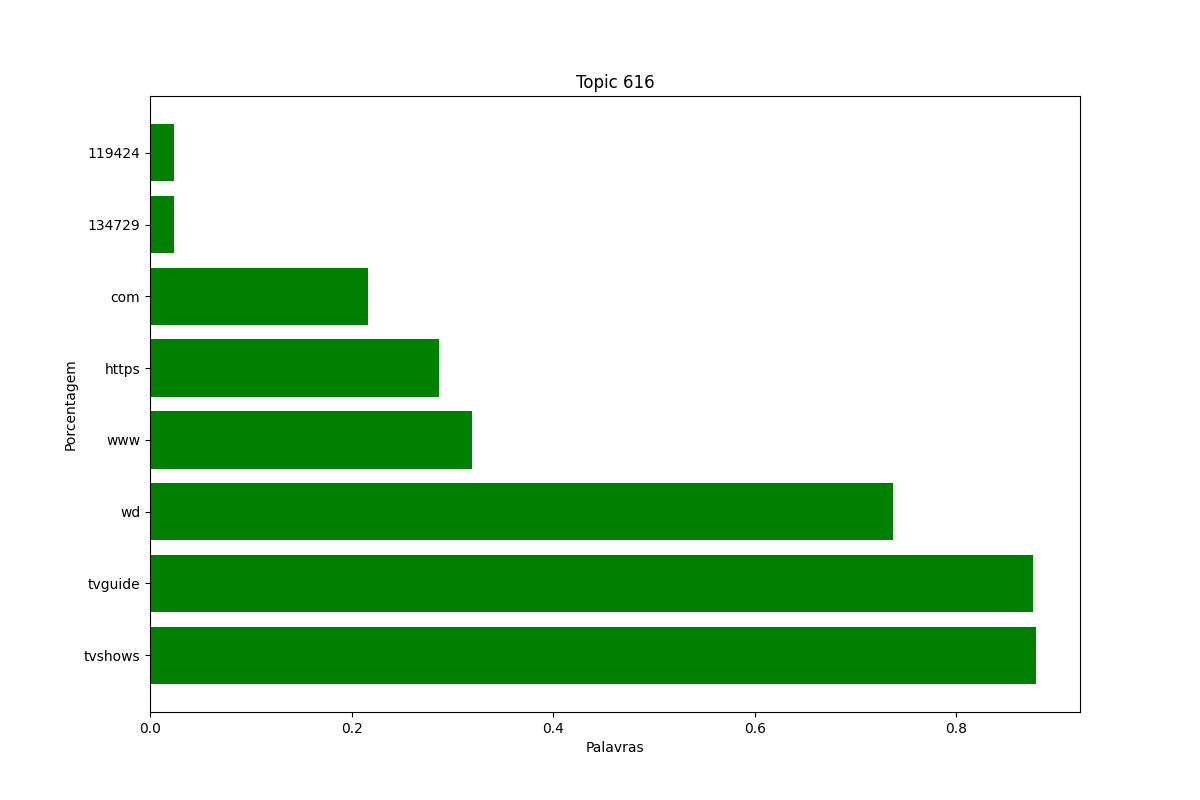 Topic 616
119424
134729
com
https
www
wd
tvguide
tvshows
Porcentagem
0.0 0.2 0.4 0.6 0.8
Palavras